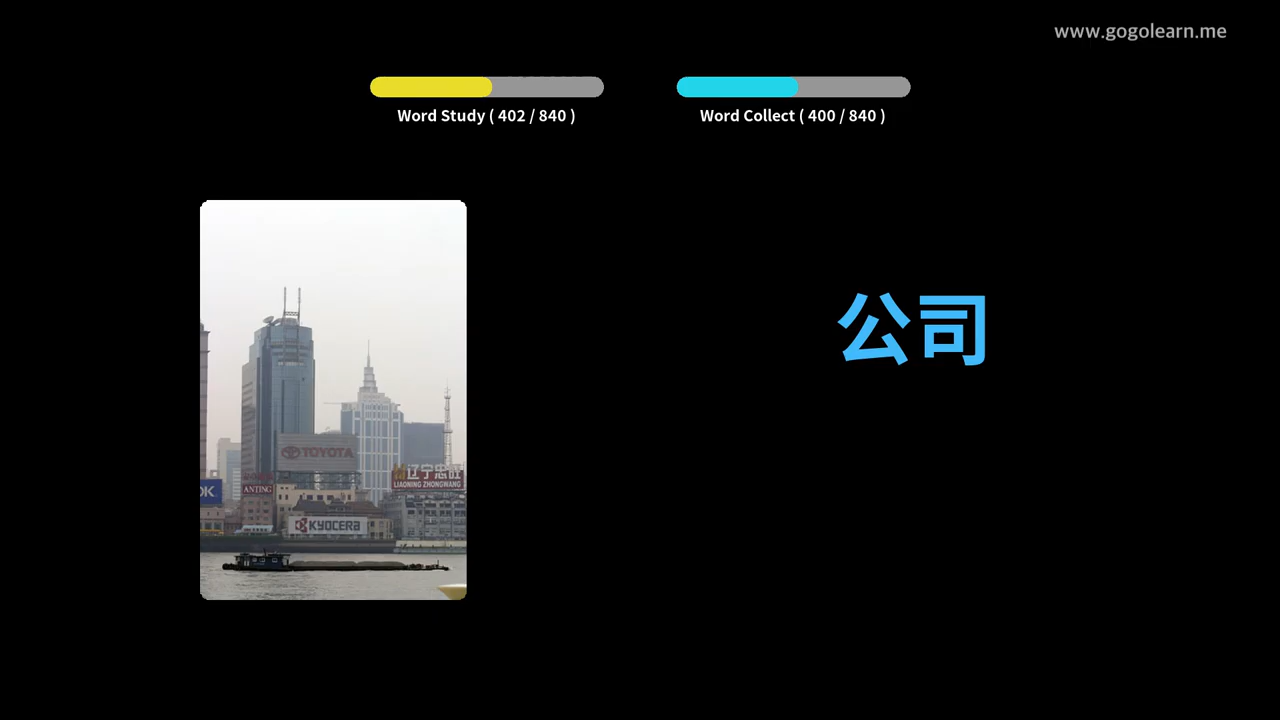 www.gogolearn.me
Word Study ( 402 / 840 )
Word Collect ( 400 / 840 )
公司
TOYOTA
辽宁忠旺
LIAONING ZHONGWANG
ANTING
OK
KYOCERA